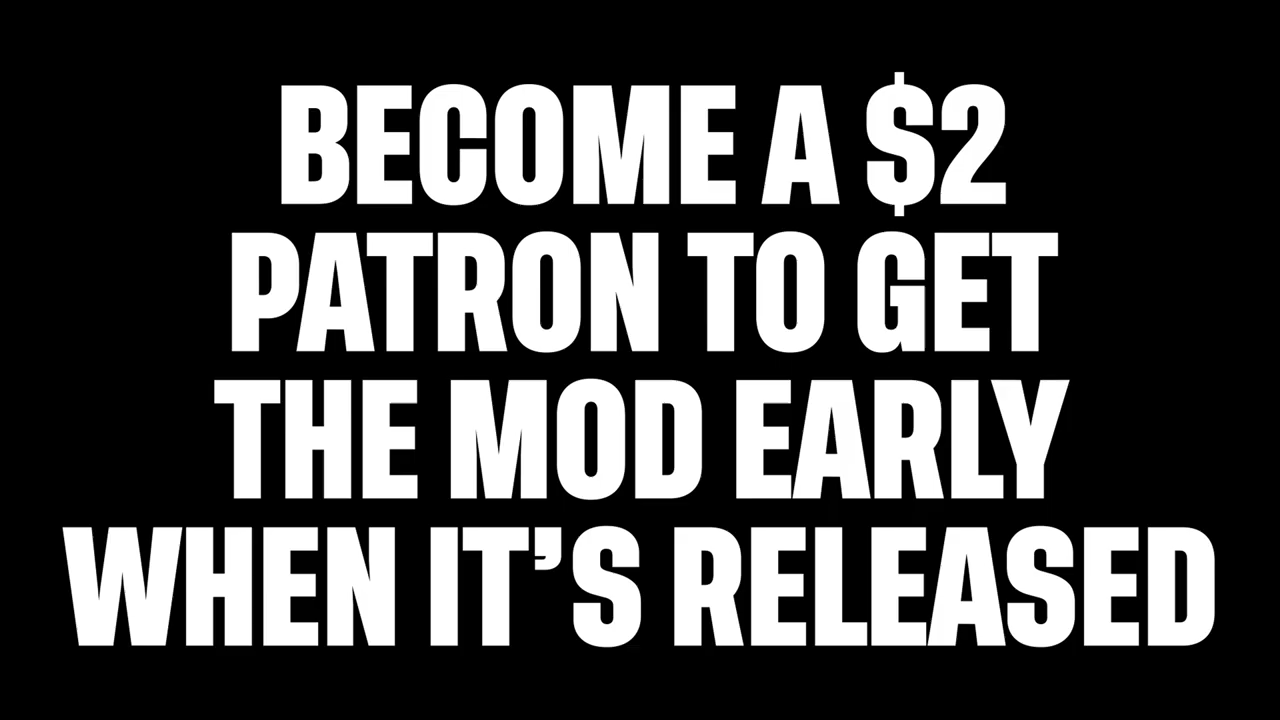 BECOME A $2
PATRON TO GET
THE MOD EARLY
WHEN IT’S RELEASED